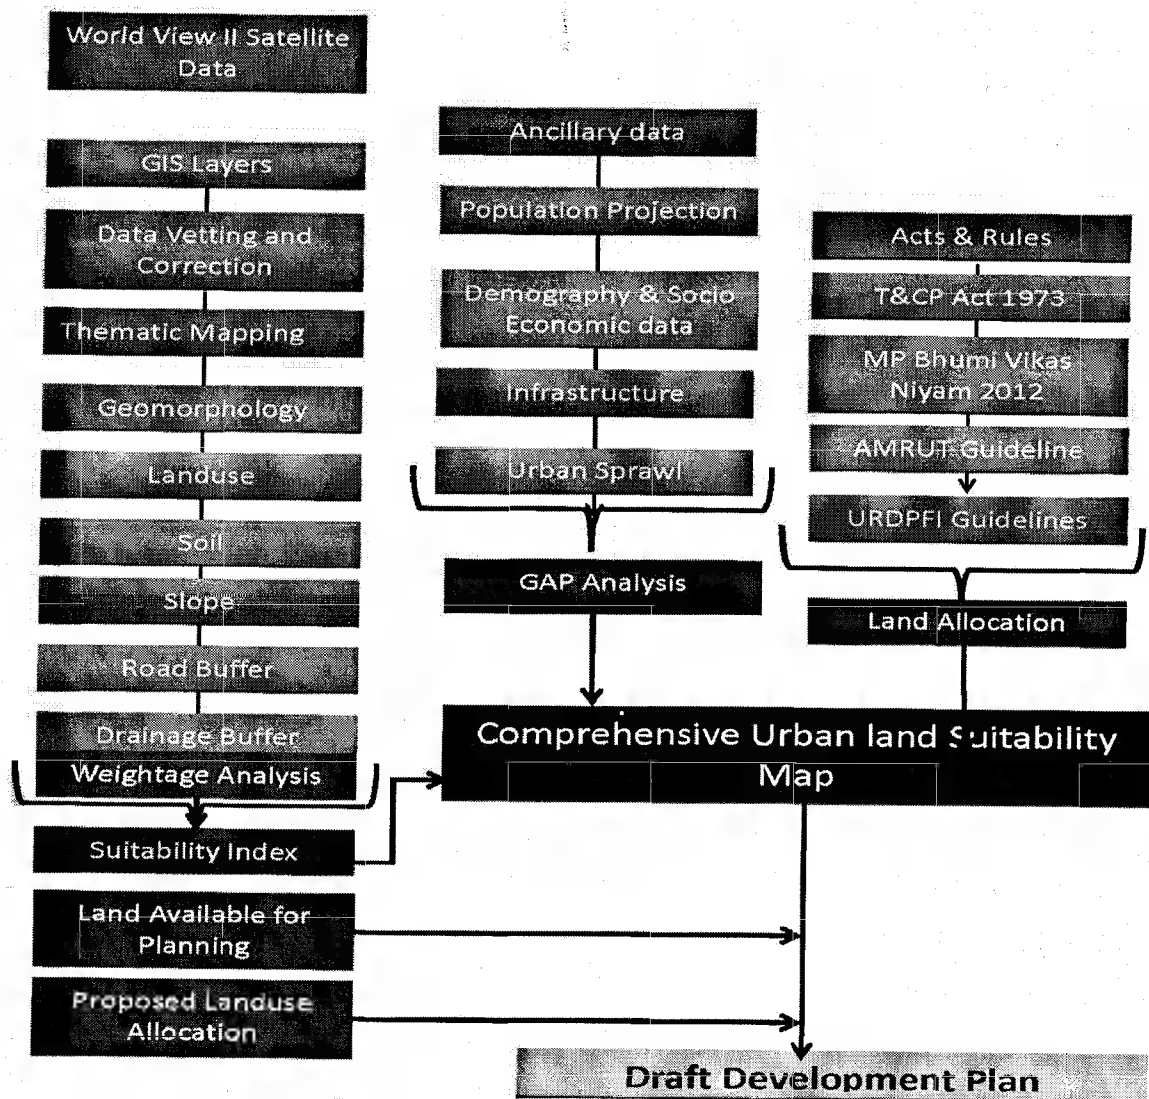 World View II Satellite
Data
GIS Layers
Data Vetting and
Correction
Thematic Mapping
Geomorphology
Landuse
Soil
Slope
Road Buffer
Drainage Buffer
Weightage Analysis
Suitability Index
Land Available for
Planning
Proposed Landuse
Allocation
Ancillary data
Population Projection
Demography & Socio
Economic data
Infrastructure
Urban Sprawl
GAP Analysis
Acts & Rules
T&CP Act 1973
MP Bhumi Vikas
Niyam 2012
AMRUT Guideline
URDPFI Guidelines
Land Allocation
Comprehensive Urban land Suitability
Map
Draft Development Plan